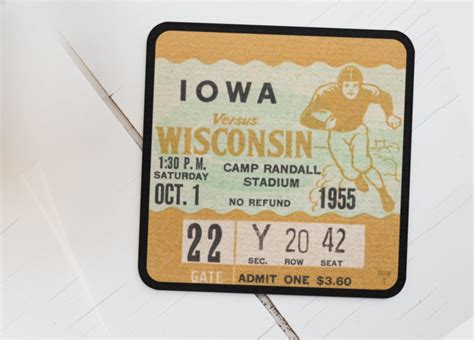 IOWA
Versus
WISCONSIN
1:30 P.M.
SATURDAY
OCT. 1
CAMP RANDALL
STADIUM
NO REFUND
1955
22
GATE
Y 20 42
SEC. ROW SEAT
ADMIT ONE $3.60